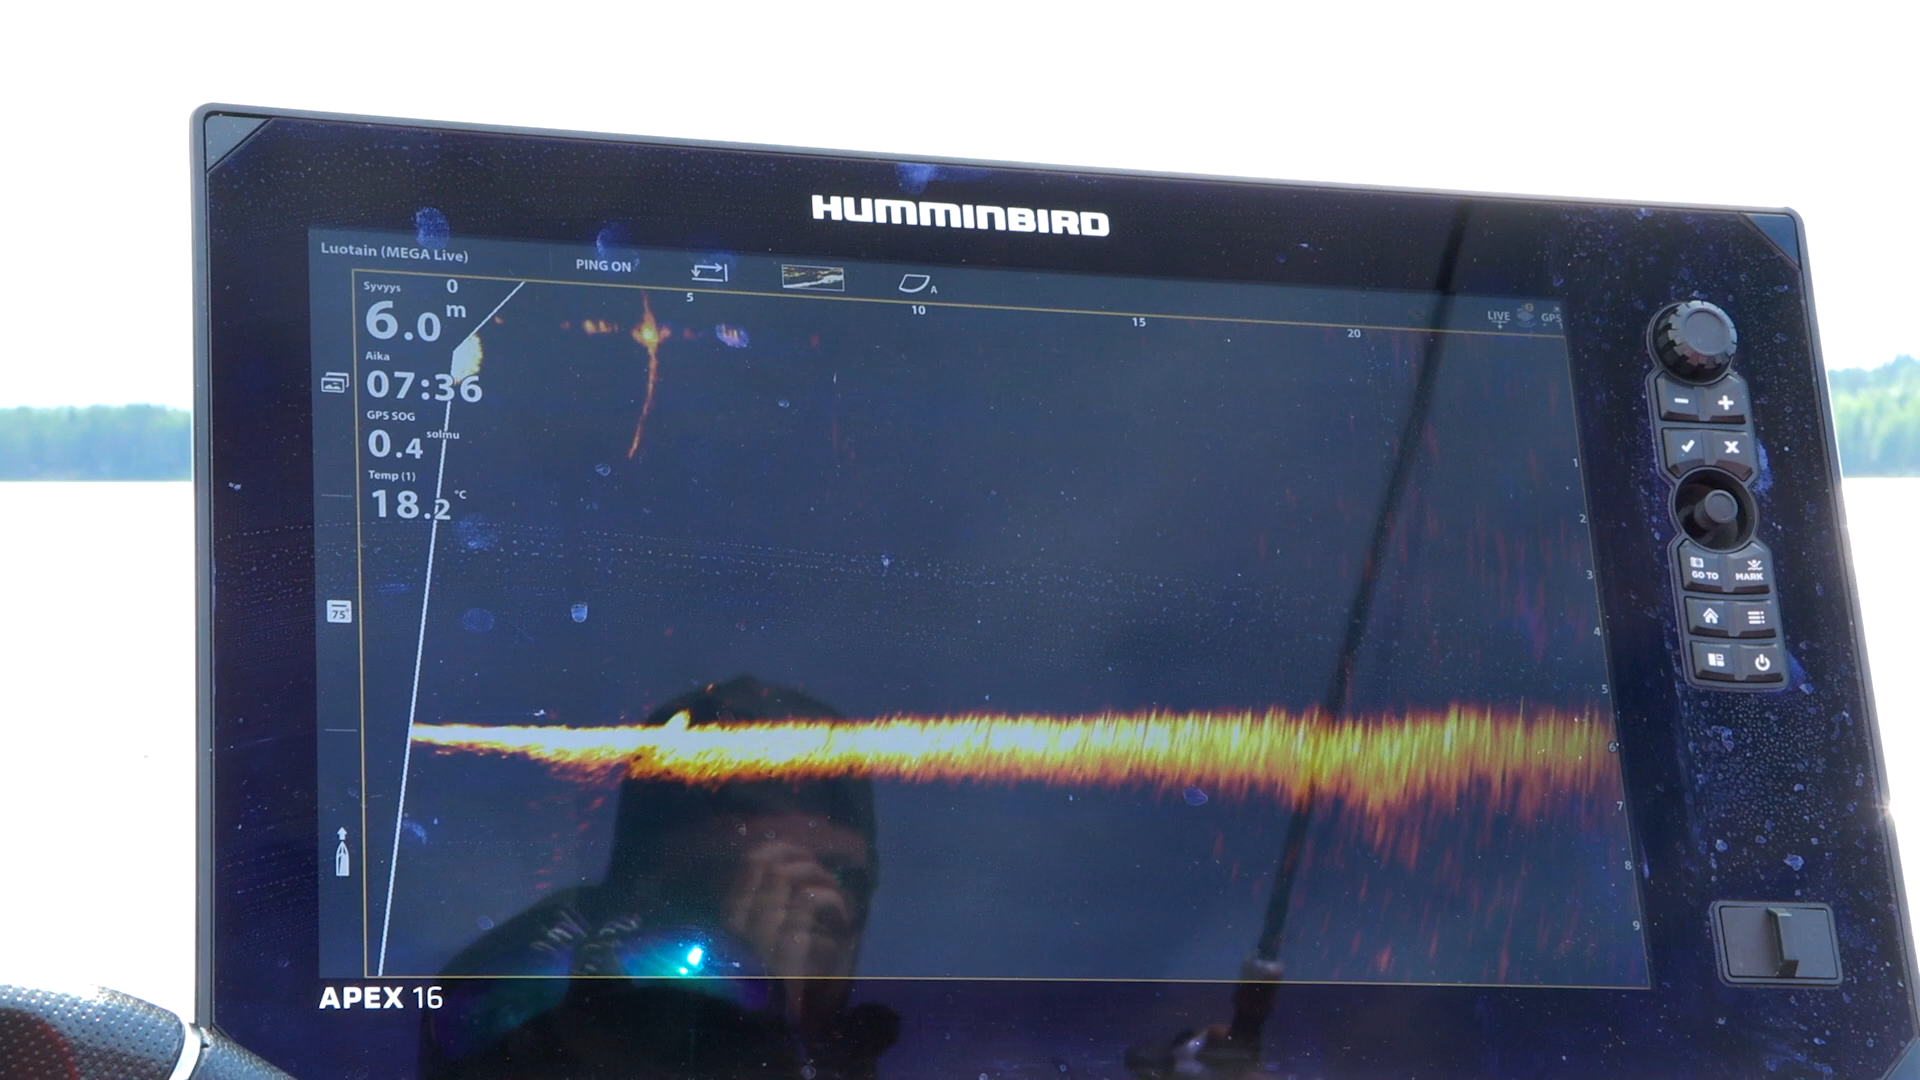 HUMMINBIRD
Luotain (MEGA Live)
PING ON
A
LIVE
GPS
0
5
10
15
20
Syvyys
6.0 m
Aika
07:36
GPS SOG
0.4 solmu
Temp (1)
18.2 °C
75
1
2
3
4
5
6
7
8
9
GO TO
MARK
APEX 16